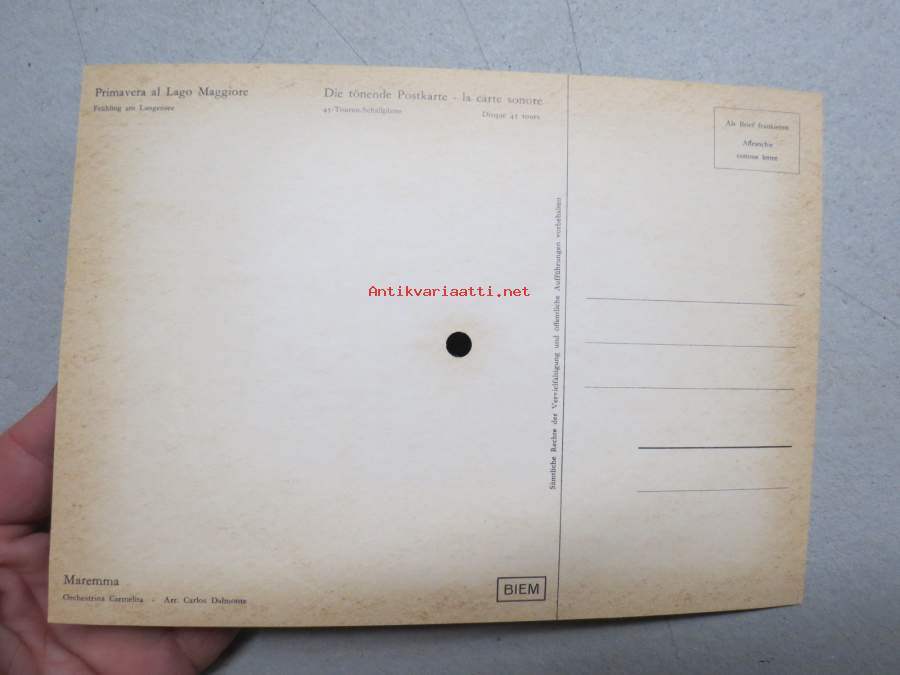 Primavera al Lago Maggiore
Frühling am Langensee
Die tönende Postkarte - la carte sonore
45-Touren-Schallplatte
Disque 45 tours
Als Brief frankieren
Affranchir
comme lettre
Antikvariaatti.net
Sämtliche Rechte der Vervielfältigung und öffentliche Aufführungen vorbehalten
Maremma
Orchestrina Carmelita - Arr. Carlos Dalmonte
BIEM